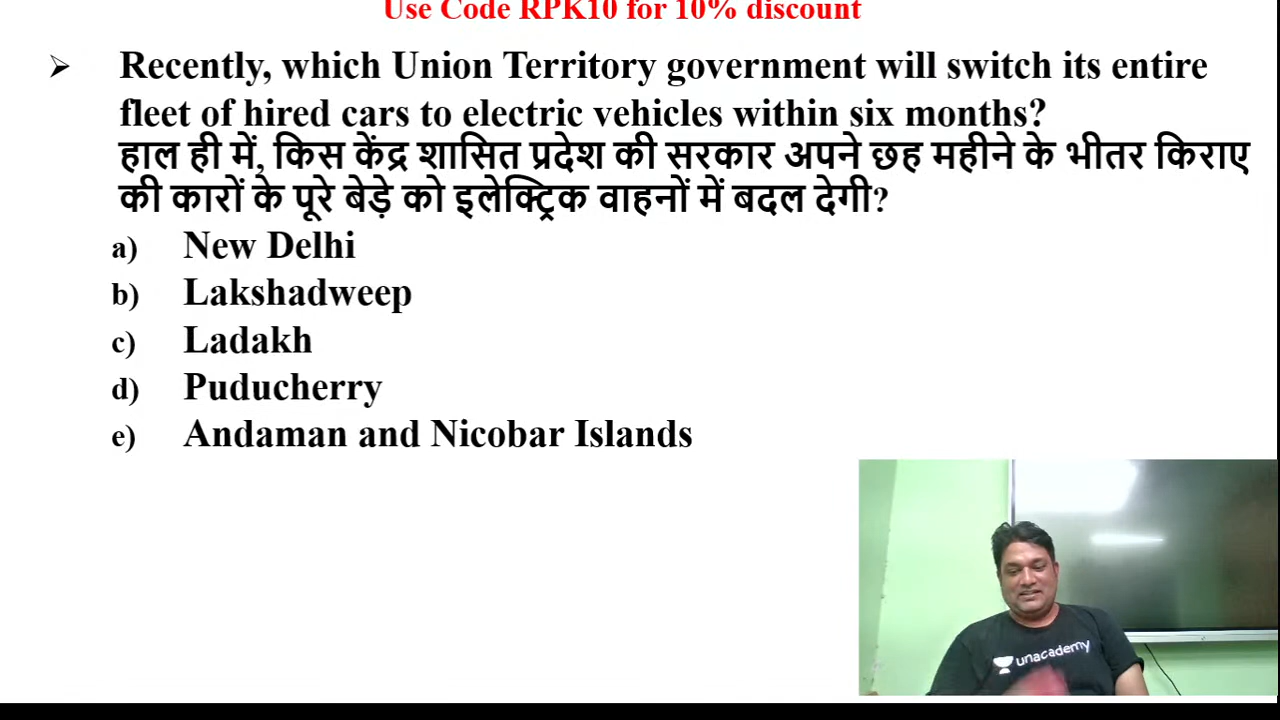 Use Code RPK10 for 10% discount
➢ Recently, which Union Territory government will switch its entire
fleet of hired cars to electric vehicles within six months?
हाल ही में, किस केंद्र शासित प्रदेश की सरकार अपने छह महीने के भीतर किराए
की कारों के पूरे बेड़े को इलेक्ट्रिक वाहनों में बदल देगी?
a) New Delhi
b) Lakshadweep
c) Ladakh
d) Puducherry
e) Andaman and Nicobar Islands
unacademy